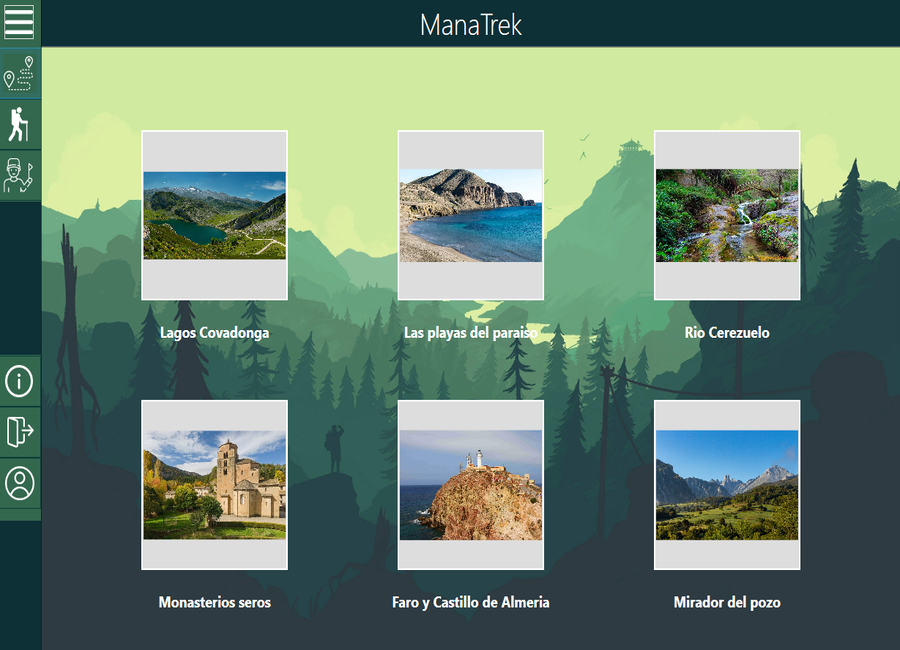 ManaTrek
Lagos Covadonga
Las playas del paraiso
Rio Cerezuelo
Monasterios seros
Faro y Castillo de Almeria
Mirador del pozo